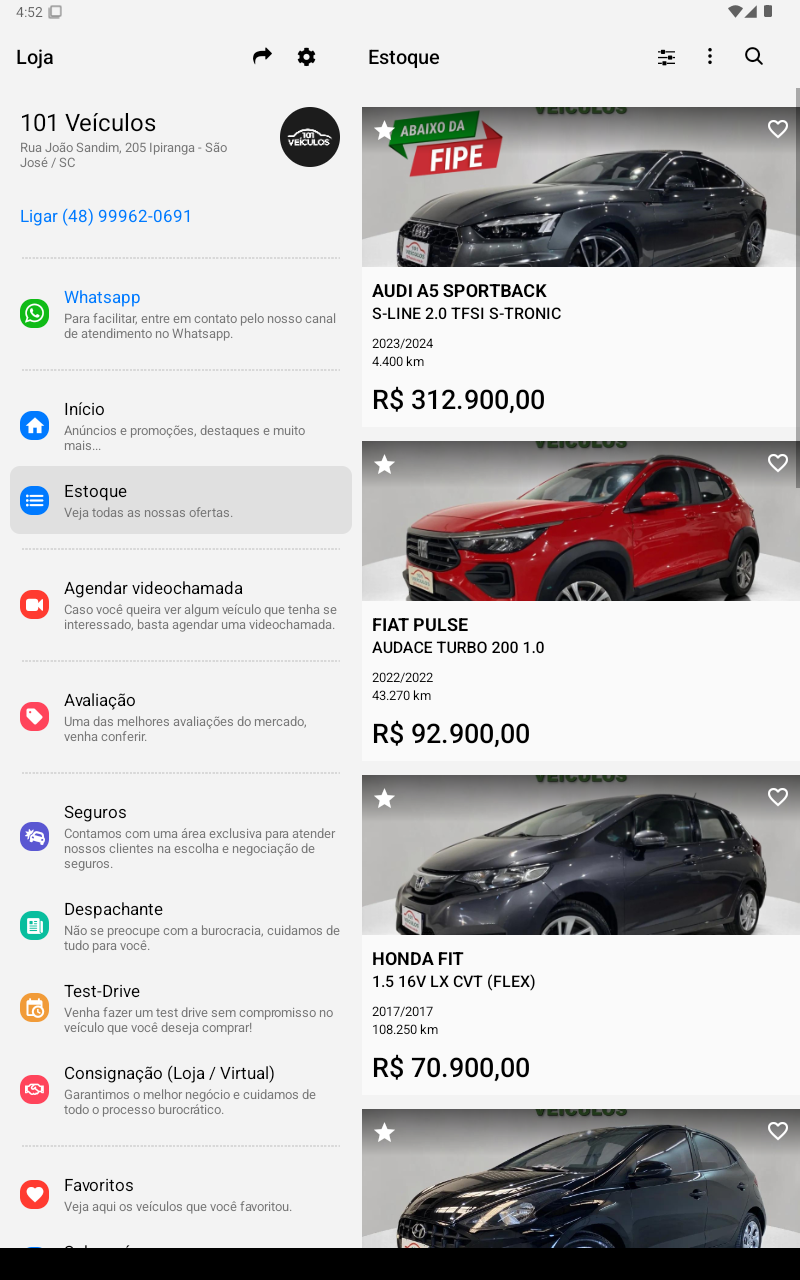 4:52
Loja
101 Veículos
Rua João Sandim, 205 Ipiranga - São
José / SC
101
VEÍCULOS
Ligar (48) 99962-0691
Whatsapp
Para facilitar, entre em contato pelo nosso canal
de atendimento no Whatsapp.
Início
Anúncios e promoções, destaques e muito
mais...
Estoque
Veja todas as nossas ofertas.
Agendar videochamada
Caso você queira ver algum veículo que tenha se
interessado, basta agendar uma videochamada.
Avaliação
Uma das melhores avaliações do mercado,
venha conferir.
Seguros
Contamos com uma área exclusiva para atender
nossos clientes na escolha e negociação de
seguros.
Despachante
Não se preocupe com a burocracia, cuidamos de
tudo para você.
Test-Drive
Venha fazer um test drive sem compromisso no
veículo que você deseja comprar!
Consignação (Loja / Virtual)
Garantimos o melhor negócio e cuidamos de
todo o processo burocrático.
Favoritos
Veja aqui os veículos que você favoritou.
Estoque
VEÍCULOS
ABAIXO DA
FIPE
AUDI A5 SPORTBACK
S-LINE 2.0 TFSI S-TRONIC
2023/2024
4.400 km
R$ 312.900,00
VEÍCULOS
FIAT
FIAT PULSE
AUDACE TURBO 200 1.0
2022/2022
43.270 km
R$ 92.900,00
VEÍCULOS
HONDA FIT
1.5 16V LX CVT (FLEX)
2017/2017
108.250 km
R$ 70.900,00
VEÍCULOS